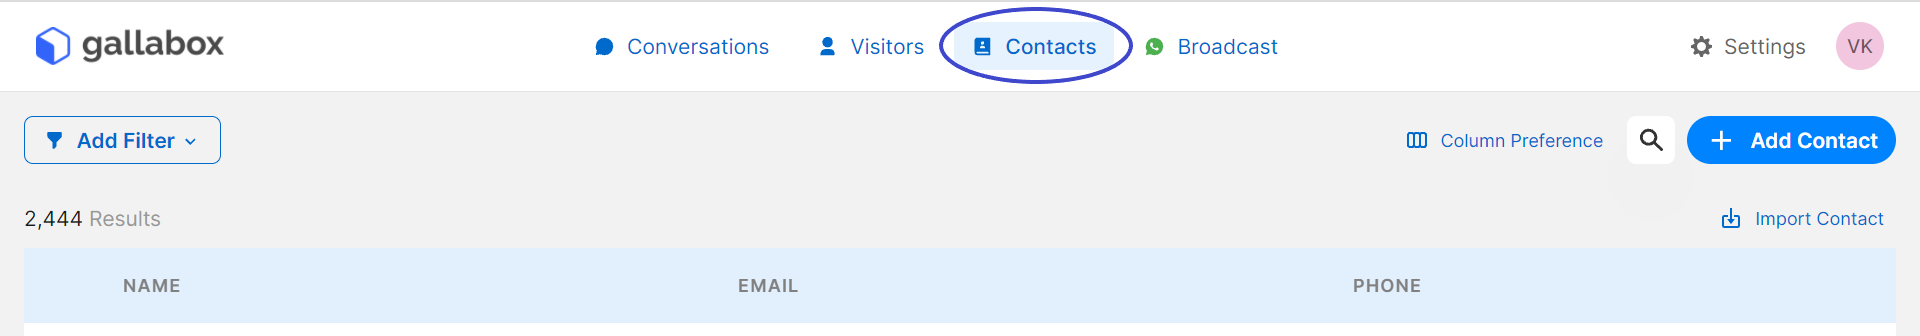 gallabox Conversations Visitors Contacts Broadcast Settings VK
Add Filter Column Preference Add Contact
2,444 Results Import Contact
NAME EMAIL PHONE